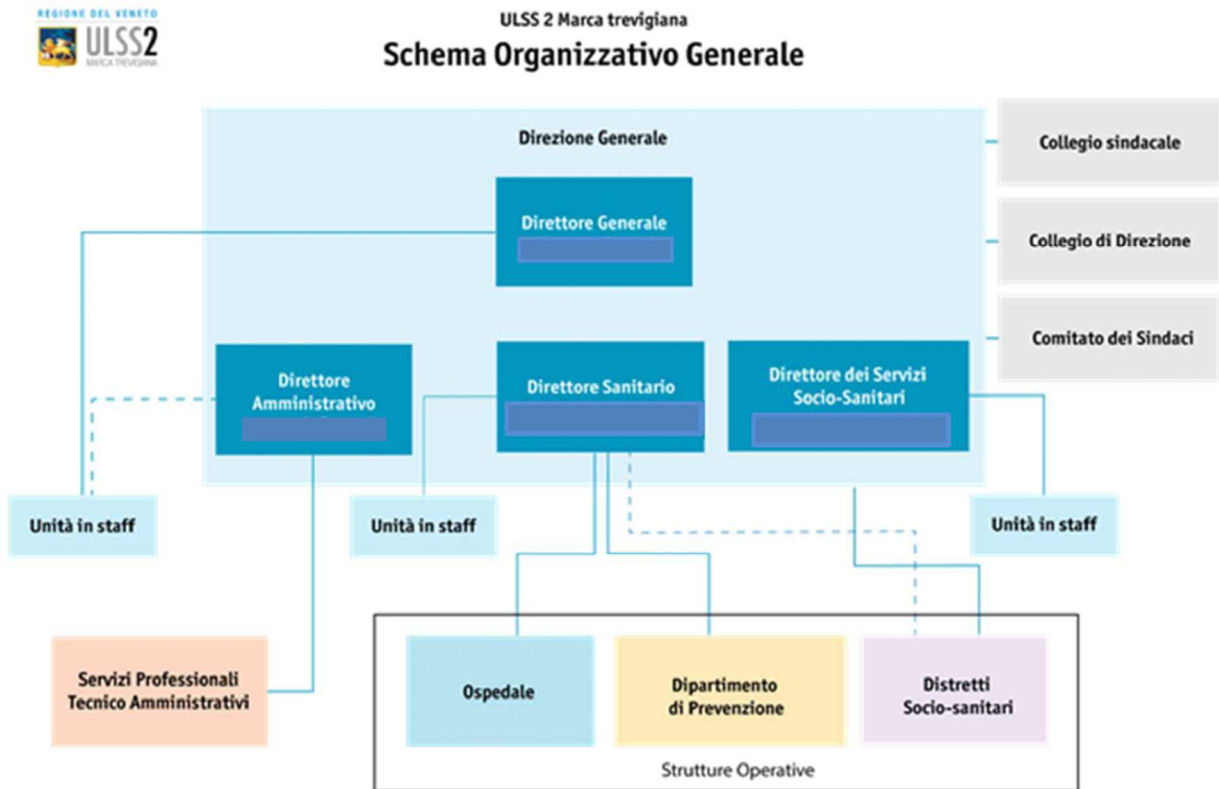 REGIONE DEL VENETO
ULSS2
MARCA TREVIGIANA
ULSS 2 Marca trevigiana
Schema Organizzativo Generale
Direzione Generale
Collegio sindacale
Direttore Generale
Collegio di Direzione
Comitato dei Sindaci
Direttore
Amministrativo
Direttore Sanitario
Direttore dei Servizi
Socio-Sanitari
Unità in staff
Unità in staff
Unità in staff
Servizi Professionali
Tecnico Amministrativi
Ospedale
Dipartimento
di Prevenzione
Distretti
Socio-sanitari
Strutture Operative